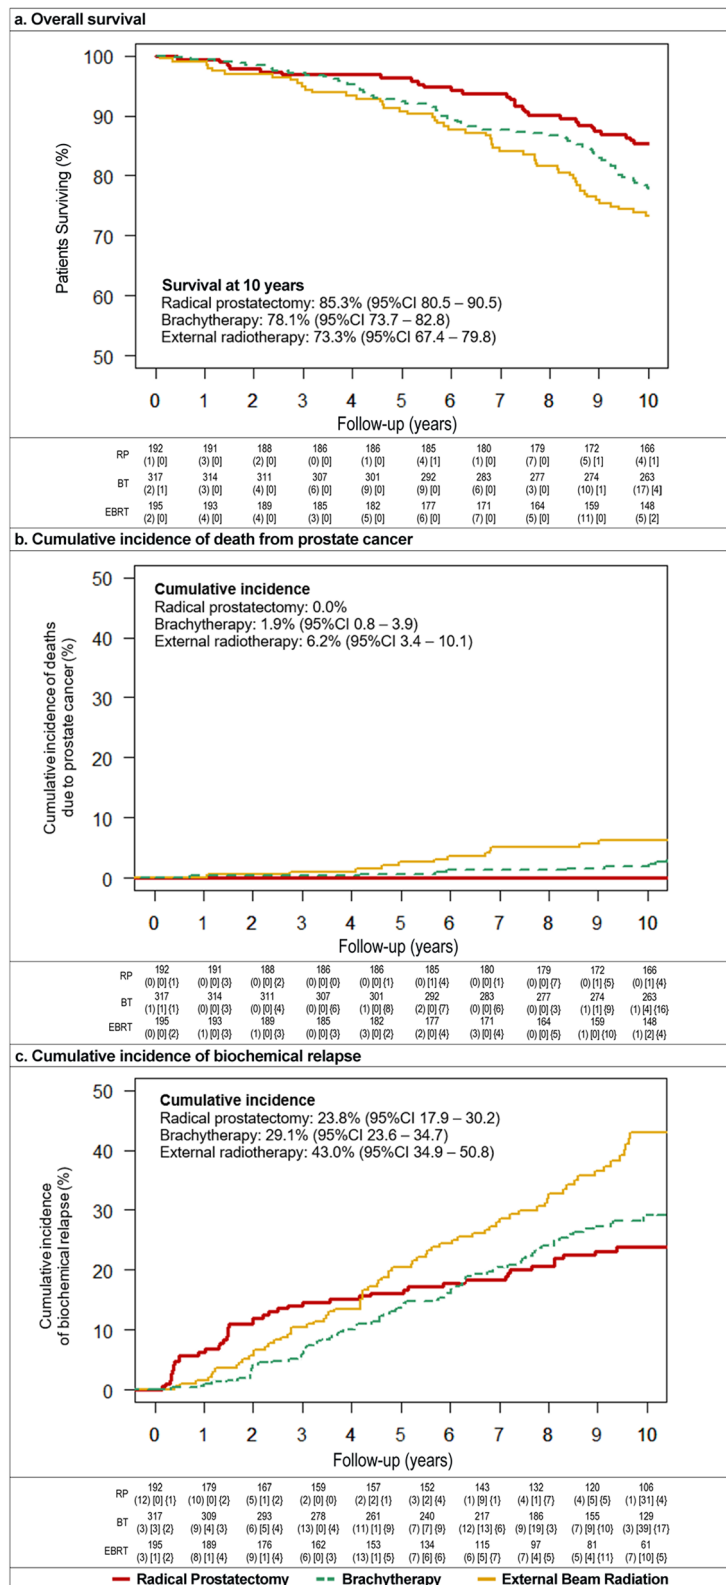 a. Overall survival
100
90
80
70
60
50
Patients Surviving (%)
Survival at 10 years
Radical prostatectomy: 85.3% (95%CI 80.5 – 90.5)
Brachytherapy: 78.1% (95%CI 73.7 – 82.8)
External radiotherapy: 73.3% (95%CI 67.4 – 79.8)
0 1 2 3 4 5 6 7 8 9 10
Follow-up (years)
RP 192 191 188 186 186 185 180 179 172 166
(1) [0] (3) [0] (2) [0] (0) [0] (1) [0] (4) [1] (1) [0] (7) [0] (5) [1] (4) [1]
BT 317 314 311 307 301 292 283 277 274 263
(2) [1] (3) [0] (4) [0] (6) [0] (9) [0] (9) [0] (6) [0] (3) [0] (10) [1] (17) [4]
EBRT 195 193 189 185 182 177 171 164 159 148
(2) [0] (4) [0] (4) [0] (3) [0] (5) [0] (6) [0] (7) [0] (5) [0] (11) [0] (5) [2]
b. Cumulative incidence of death from prostate cancer
50
40
30
20
10
0
Cumulative incidence of deaths
due to prostate cancer (%)
Cumulative incidence
Radical prostatectomy: 0.0%
Brachytherapy: 1.9% (95%CI 0.8 – 3.9)
External radiotherapy: 6.2% (95%CI 3.4 – 10.1)
0 1 2 3 4 5 6 7 8 9 10
Follow-up (years)
RP 192 191 188 186 186 185 180 179 172 166
(0) [0] {1} (0) [0] {3} (0) [0] {2} (0) [0] {0} (0) [0] {1} (0) [1] {4} (0) [0] {1} (0) [0] {7} (0) [1] {5} (0) [1] {4}
BT 317 314 311 307 301 292 283 277 274 263
(1) [1] {1} (0) [0] {3} (0) [0] {4} (0) [0] {6} (1) [0] {8} (2) [0] {7} (0) [0] {6} (0) [0] {3} (1) [1] {9} (1) [4] {16}
EBRT 195 193 189 185 182 177 171 164 159 148
(0) [0] {2} (1) [0] {3} (1) [0] {3} (0) [0] {3} (3) [0] {2} (2) [0] {4} (3) [0] {4} (0) [0] {5} (1) [0] {10} (1) [2] {4}
c. Cumulative incidence of biochemical relapse
50
40
30
20
10
0
Cumulative incidence
of biochemical relapse (%)
Cumulative incidence
Radical prostatectomy: 23.8% (95%CI 17.9 – 30.2)
Brachytherapy: 29.1% (95%CI 23.6 – 34.7)
External radiotherapy: 43.0% (95%CI 34.9 – 50.8)
0 1 2 3 4 5 6 7 8 9 10
Follow-up (years)
RP 192 179 167 159 157 152 143 132 120 106
(12) [0] {1} (10) [0] {2} (5) [1] {2} (2) [0] {0} (2) [2] {1} (3) [2] {4} (1) [9] {1} (4) [1] {7} (4) [5] {5} (1) [31] {4}
BT 317 309 293 278 261 240 217 186 155 129
(3) [3] {2} (9) [4] {3} (6) [5] {4} (13) [0] {4} (11) [1] {9} (7) [7] {9} (12) [13] {6} (9) [19] {3} (7) [9] {10} (3) [39] {17}
EBRT 195 189 176 162 153 134 115 97 81 61
(3) [1] {2} (8) [1] {4} (9) [1] {4} (6) [0] {3} (13) [1] {5} (7) [6] {6} (6) [5] {7} (7) [4] {5} (5) [4] {11} (7) [10] {5}
Radical Prostatectomy Brachytherapy External Beam Radiation